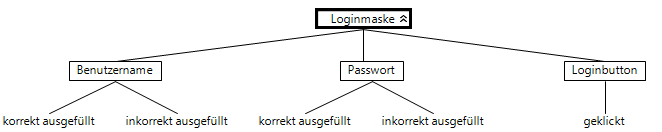 Loginmaske
Benutzername Passwort Loginbutton
korrekt ausgefüllt inkorrekt ausgefüllt korrekt ausgefüllt inkorrekt ausgefüllt geklickt